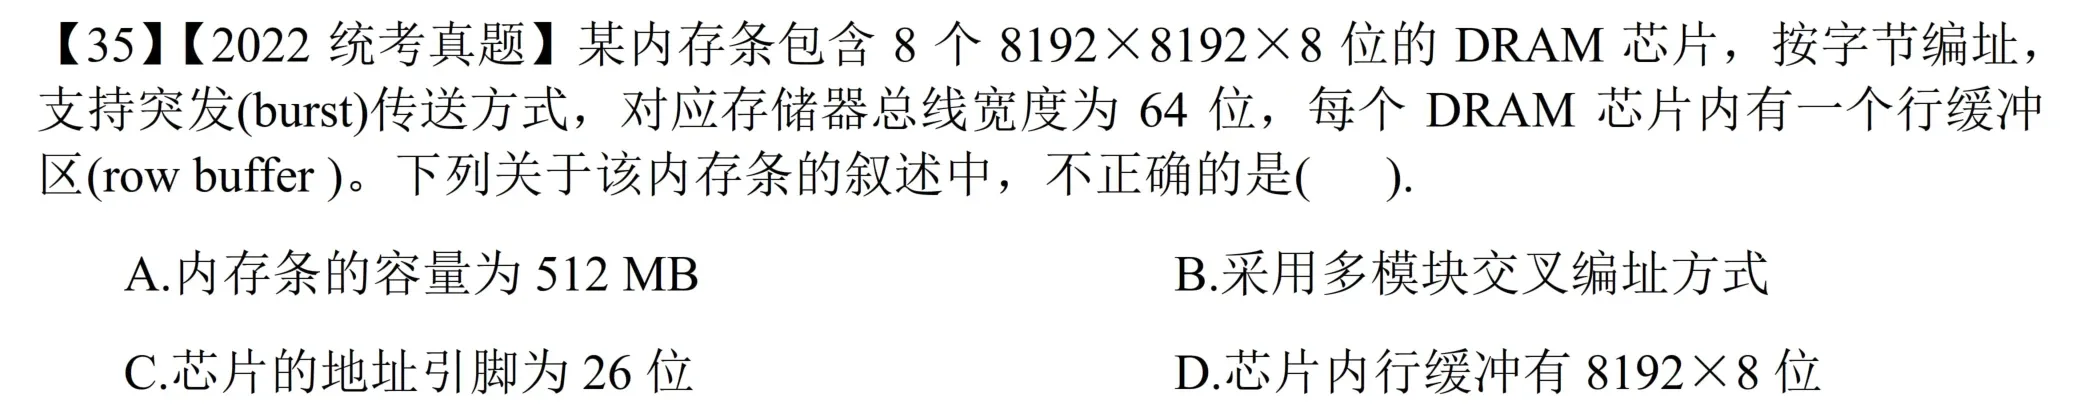 【35】【2022 统考真题】某内存条包含 8 个 8192×8192×8 位的 DRAM 芯片，按字节编址，
支持突发(burst)传送方式，对应存储器总线宽度为 64 位，每个 DRAM 芯片内有一个行缓冲
区(row buffer )。下列关于该内存条的叙述中，不正确的是(    ).
A.内存条的容量为 512 MB B.采用多模块交叉编址方式
C.芯片的地址引脚为 26 位 D.芯片内行缓冲有 8192×8 位